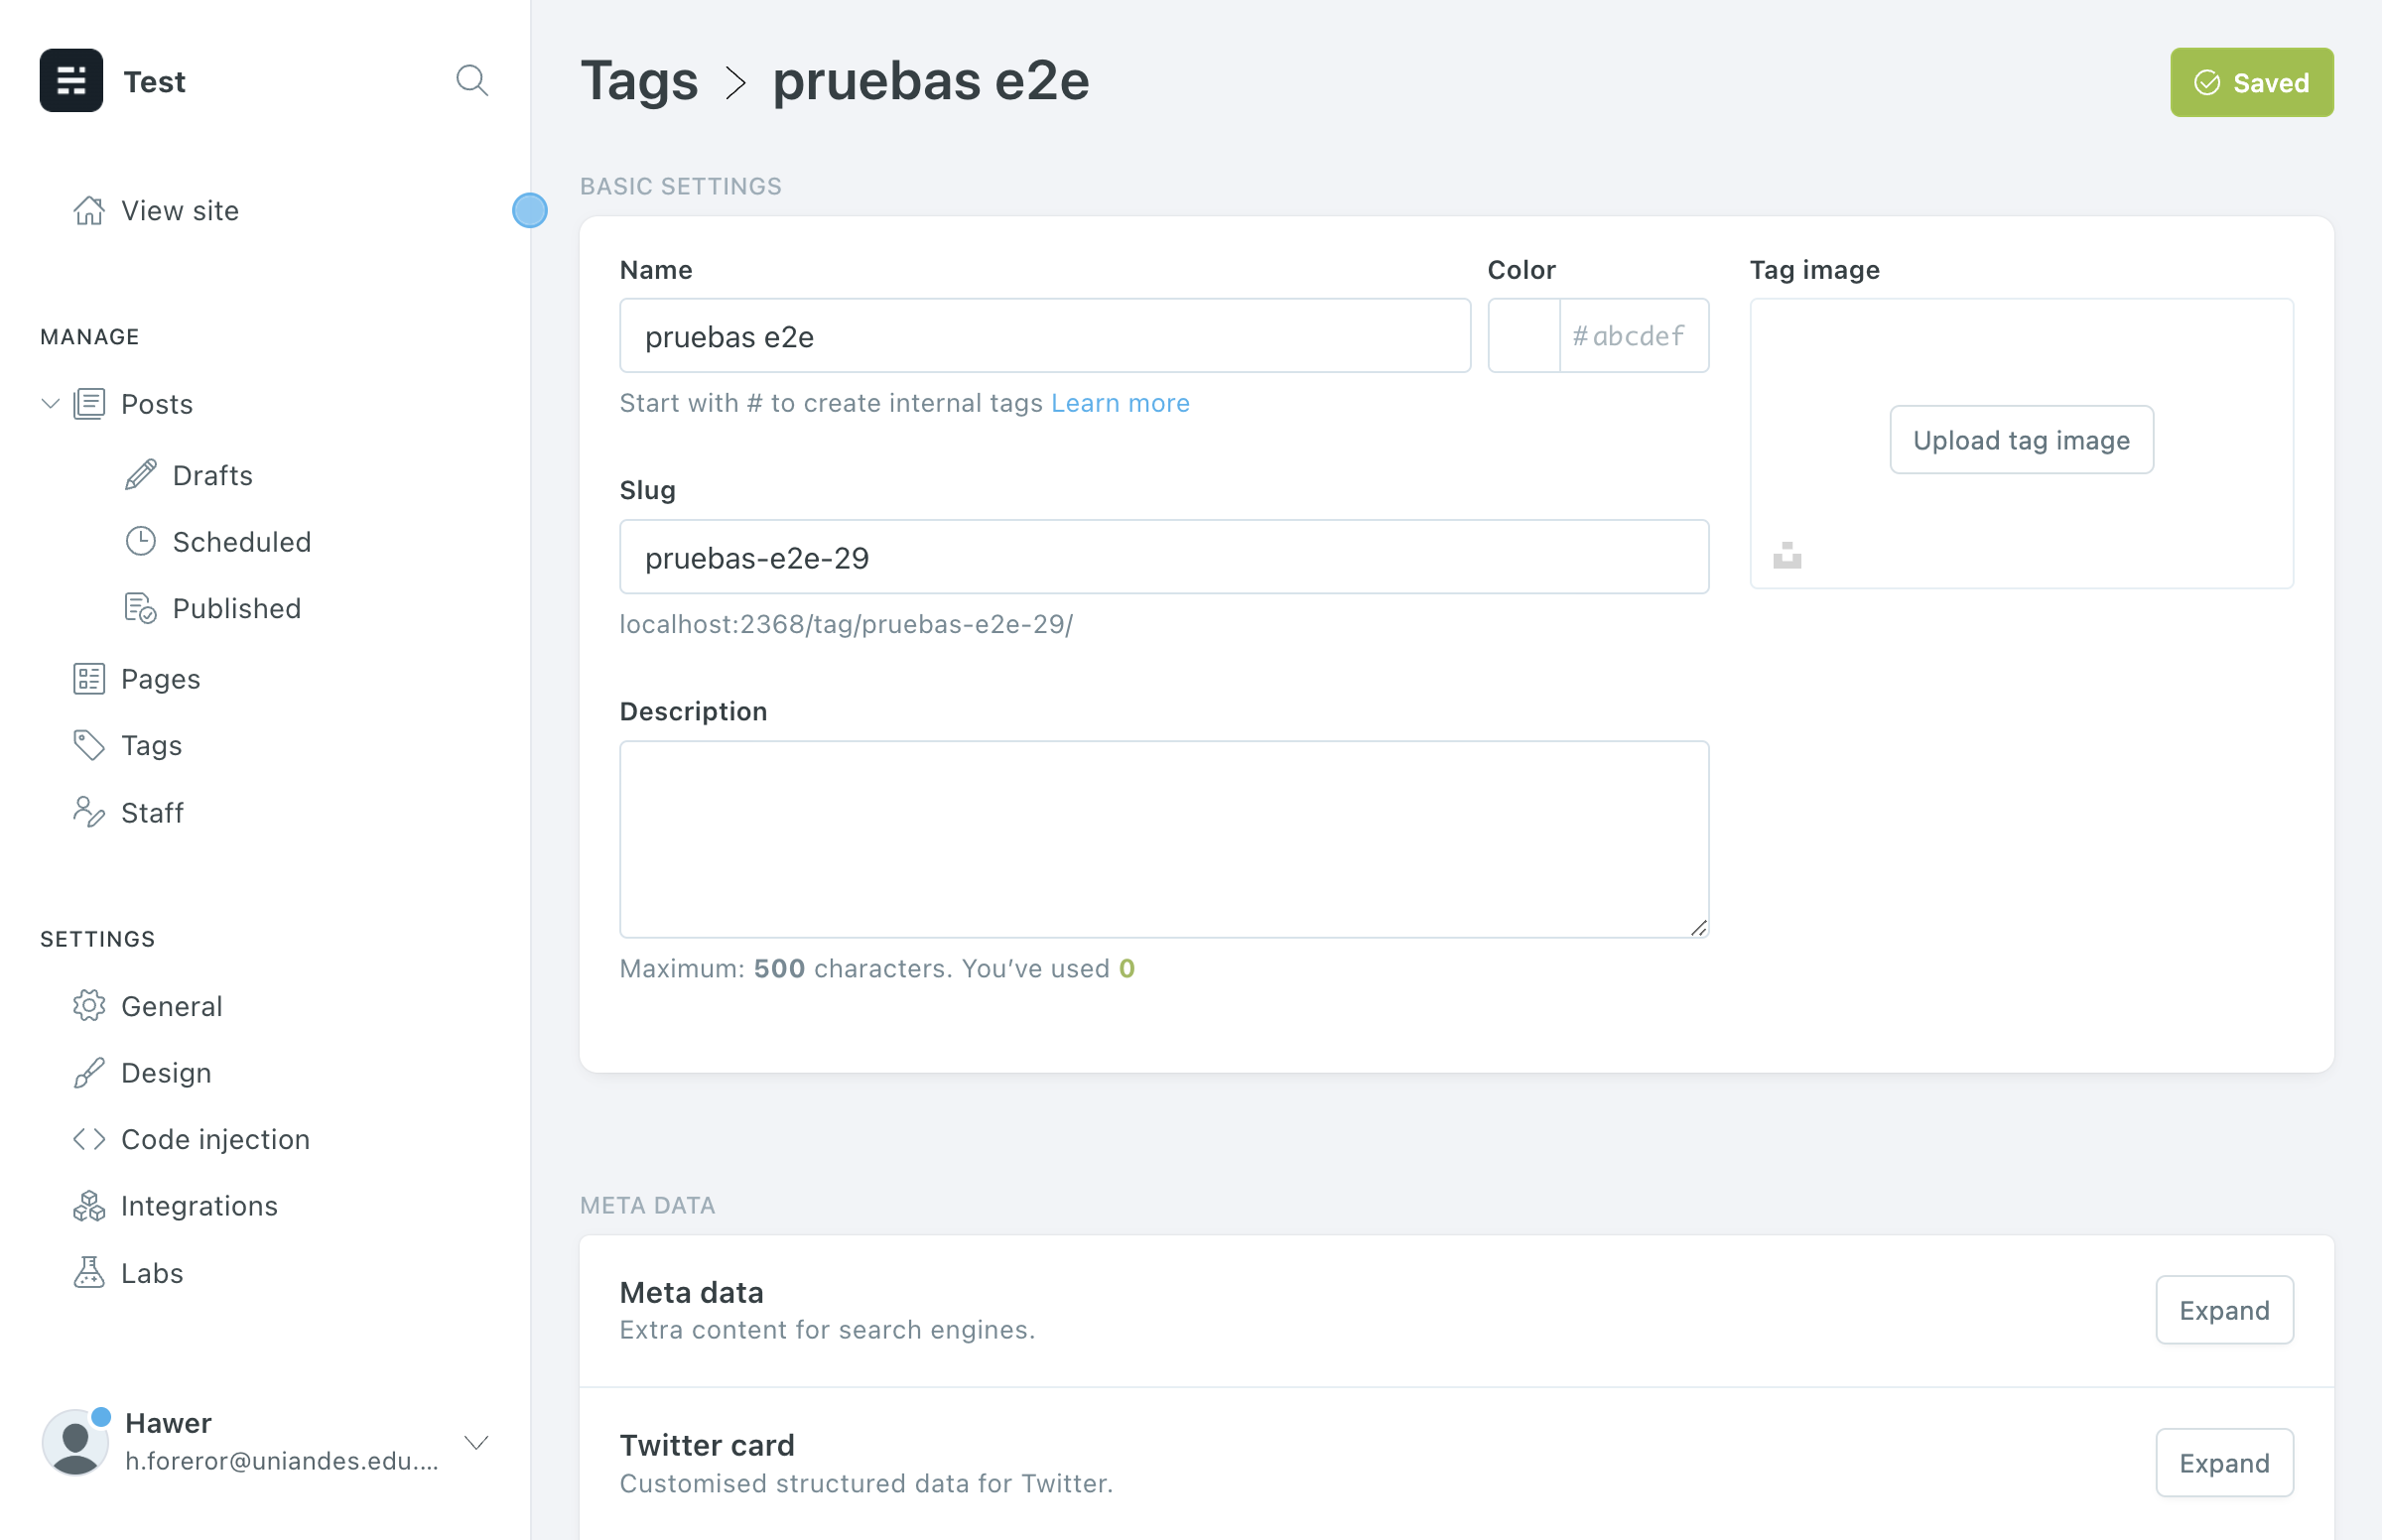 Test
View site
MANAGE
Posts
Drafts
Scheduled
Published
Pages
Tags
Staff
SETTINGS
General
Design
Code injection
Integrations
Labs
Hawer
h.foreror@uniandes.edu....
Tags > pruebas e2e
Saved
BASIC SETTINGS
Name
pruebas e2e
Start with # to create internal tags Learn more
Color
#abcdef
Slug
pruebas-e2e-29
localhost:2368/tag/pruebas-e2e-29/
Description
Maximum: 500 characters. You’ve used 0
Tag image
Upload tag image
META DATA
Meta data
Extra content for search engines.
Expand
Twitter card
Customised structured data for Twitter.
Expand